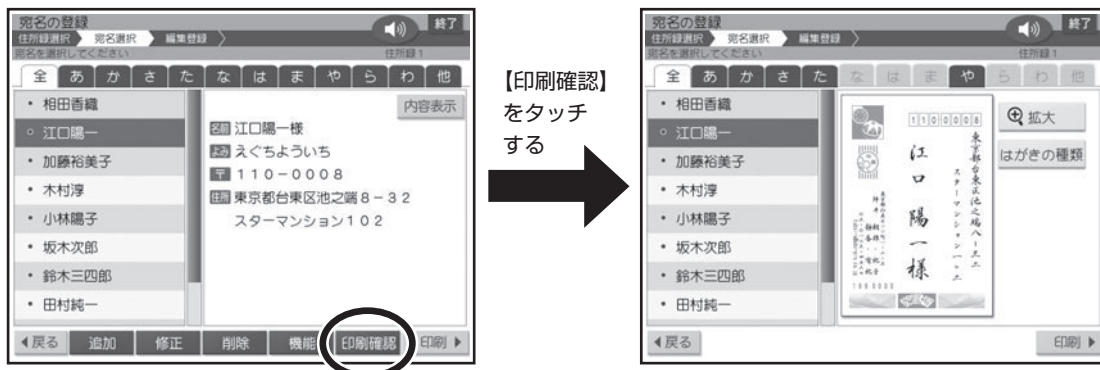 宛名の登録
終了
住所録選択 宛名選択 編集登録
宛名を選択してください
住所録1
全 あ か さ た な は ま や ら わ 他
・ 相田香織
内容表示
江口陽一
名前 江口陽一様
よみ えぐちよういち
・ 加藤裕美子
〒 110-0008
・ 木村淳
住所 東京都台東区池之端8-32
・ 小林陽子
スターマンション102
・ 坂木次郎
・ 鈴木三四郎
・ 田村純一
戻る 追加 修正 削除 機能 印刷確認 印刷
【印刷確認】
をタッチ
する
宛名の登録
終了
住所録選択 宛名選択 編集登録
宛名を選択してください
住所録1
全 あ か さ た な は ま や ら わ 他
・ 相田香織
江口陽一
・ 加藤裕美子
・ 木村淳
・ 小林陽子
・ 坂木次郎
・ 鈴木三四郎
・ 田村純一
1100008
東京都台東区池之端八-三二
スターマンション一〇二
江口陽一様
拡大
はがきの種類
戻る
印刷